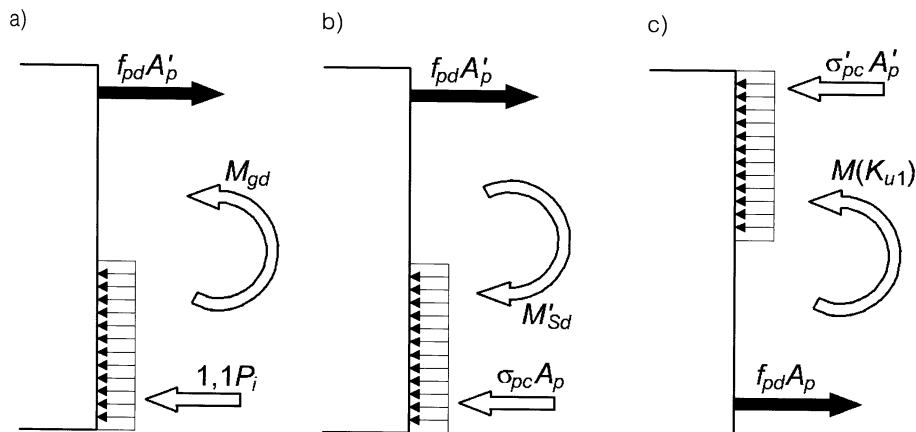 a)
f_{pd}A'_p
M_{gd}
1,1P_i
b)
f_{pd}A'_p
M'_{Sd}
σ_{pc}A_p
c)
σ'_{pc}A'_p
M(K_{u1})
f_{pd}A_p